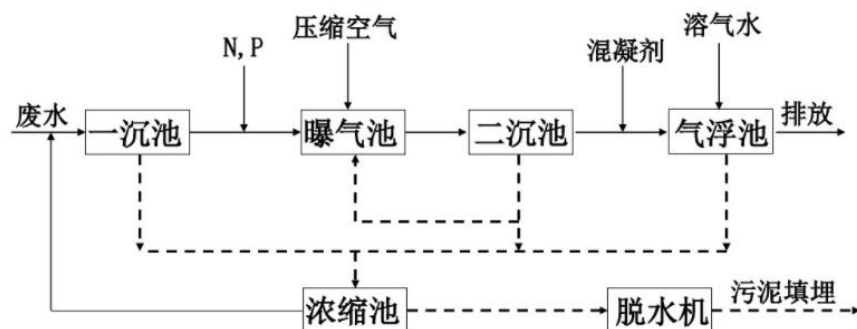 压缩空气
溶气水
N,P
混凝剂
废水
一沉池
曝气池
二沉池
气浮池
排放
浓缩池
脱水机
污泥填埋